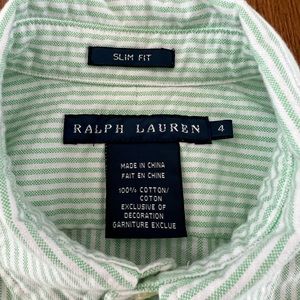 SLIM FIT
RALPH LAUREN 4
MADE IN CHINA
FAIT EN CHINE
100% COTTON/
COTON
EXCLUSIVE OF
DECORATION
GARNITURE EXCLUE